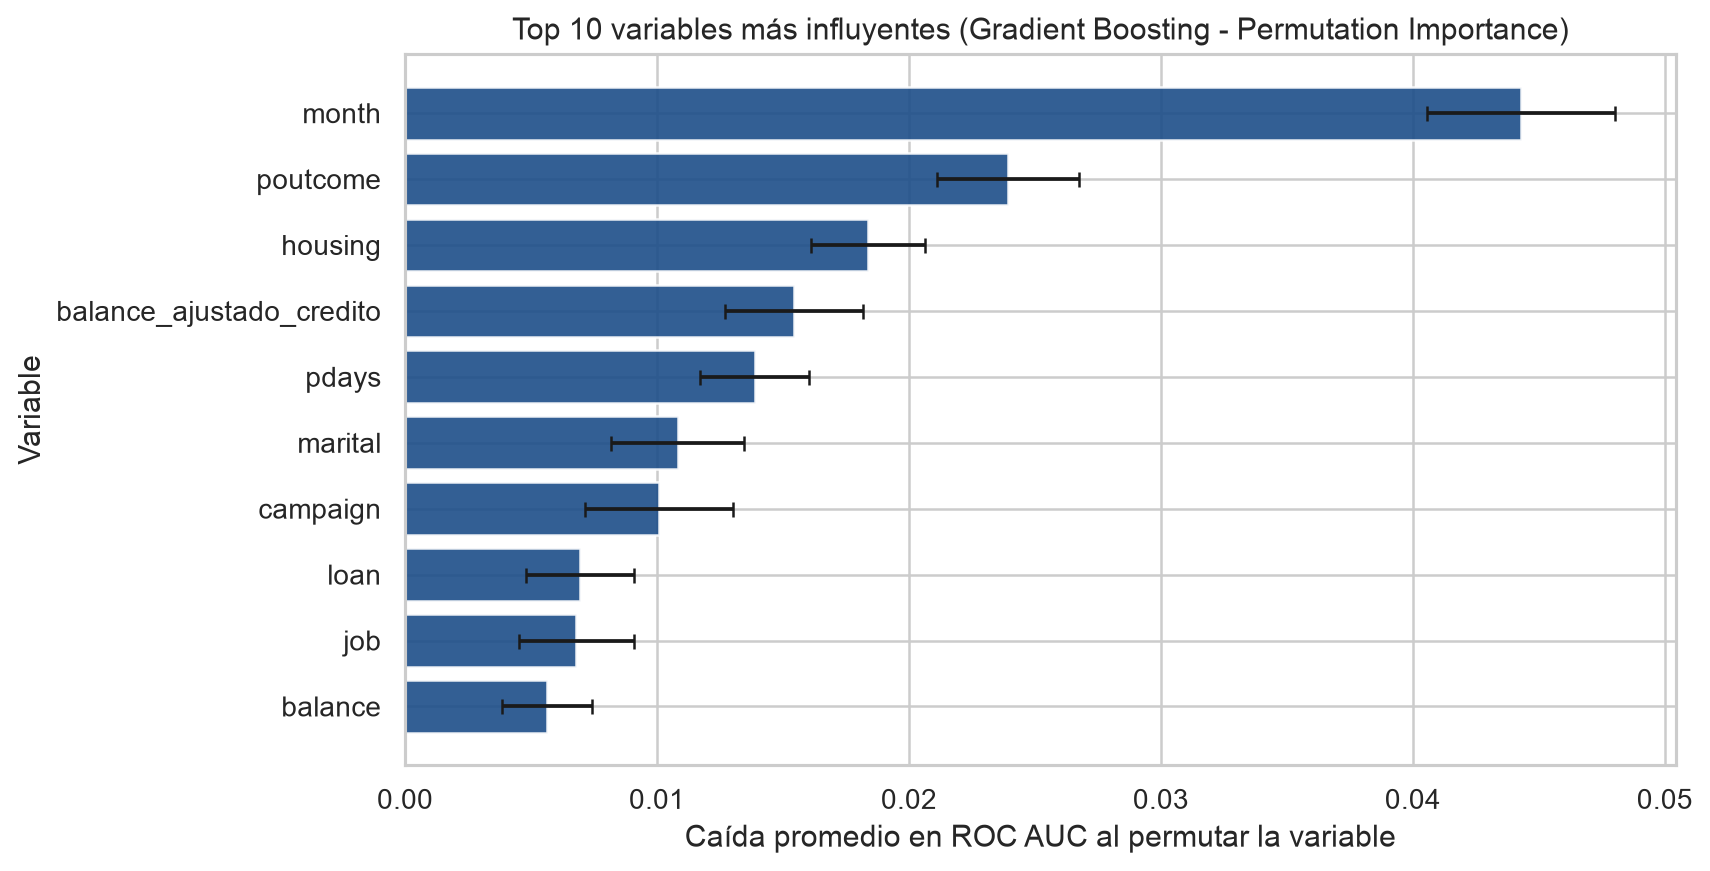 Top 10 variables más influyentes (Gradient Boosting - Permutation Importance)
Variable
month
poutcome
housing
balance_ajustado_credito
pdays
marital
campaign
loan
job
balance
0.00 0.01 0.02 0.03 0.04 0.05
Caída promedio en ROC AUC al permutar la variable